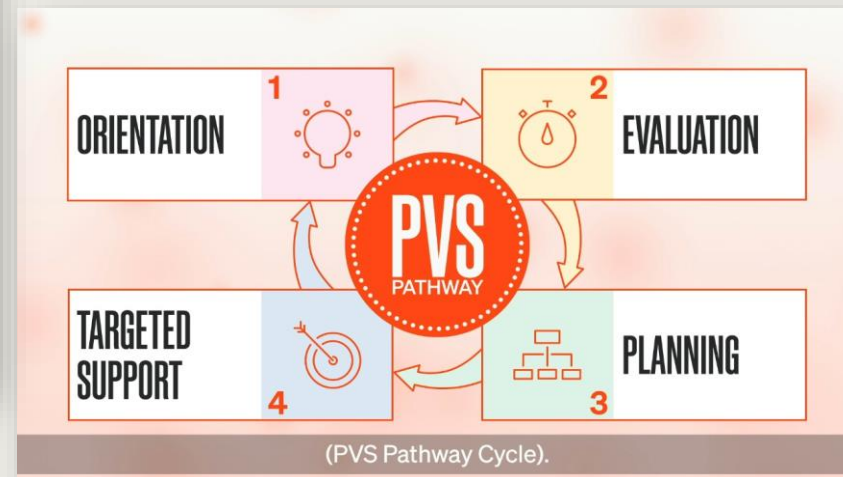 1
ORIENTATION
2
EVALUATION
PVS
PATHWAY
TARGETED
SUPPORT
4
3
PLANNING
(PVS Pathway Cycle).